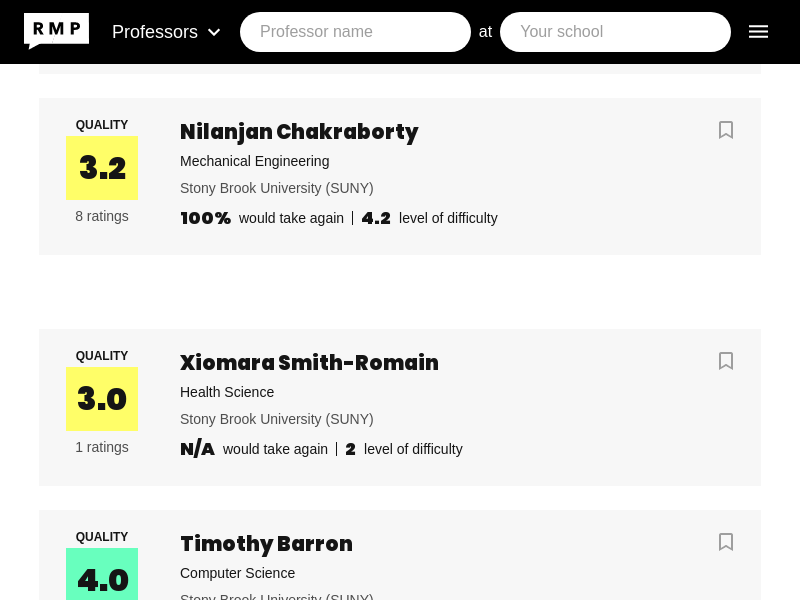 RMP
Professors
Professor name
at
Your school
QUALITY
3.2
8 ratings
Nilanjan Chakraborty
Mechanical Engineering
Stony Brook University (SUNY)
100% would take again | 4.2 level of difficulty
QUALITY
3.0
1 ratings
Xiomara Smith-Romain
Health Science
Stony Brook University (SUNY)
N/A would take again | 2 level of difficulty
QUALITY
4.0
Timothy Barron
Computer Science
Stony Brook University (SUNY)